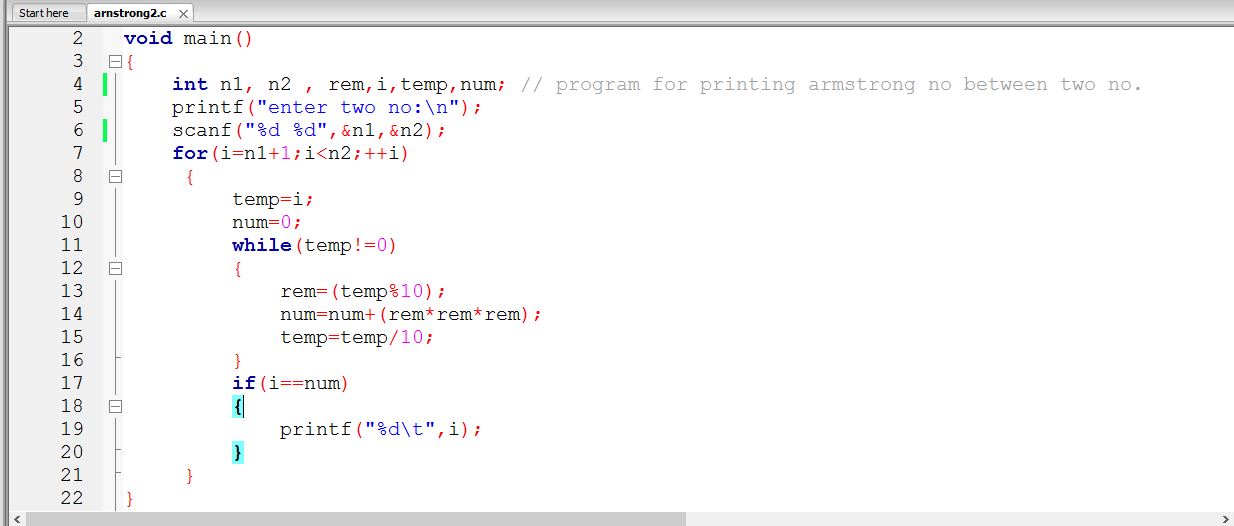 Start here arnstrong2.c
2 void main()
3 {
4 int n1, n2 , rem,i,temp,num; // program for printing armstrong no between two no.
5 printf("enter two no:\n");
6 scanf("%d %d",&n1,&n2);
7 for(i=n1+1;i<n2;++i)
8 {
9 temp=i;
10 num=0;
11 while(temp!=0)
12 {
13 rem=(temp%10);
14 num=num+(rem*rem*rem);
15 temp=temp/10;
16 }
17 if(i==num)
18 {
19 printf("%d\t",i);
20 }
21 }
22 }